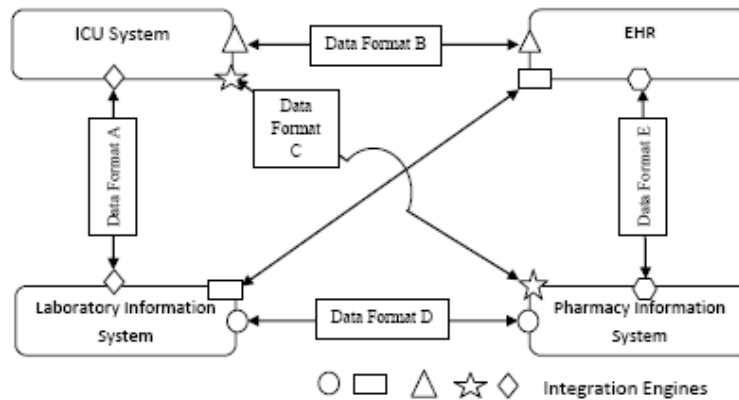 ICU System
Data Format B
EHR
Data
Format
C
Data Format A
Data Format E
Laboratory Information
System
Data Format D
Pharmacy Information
System
Integration Engines